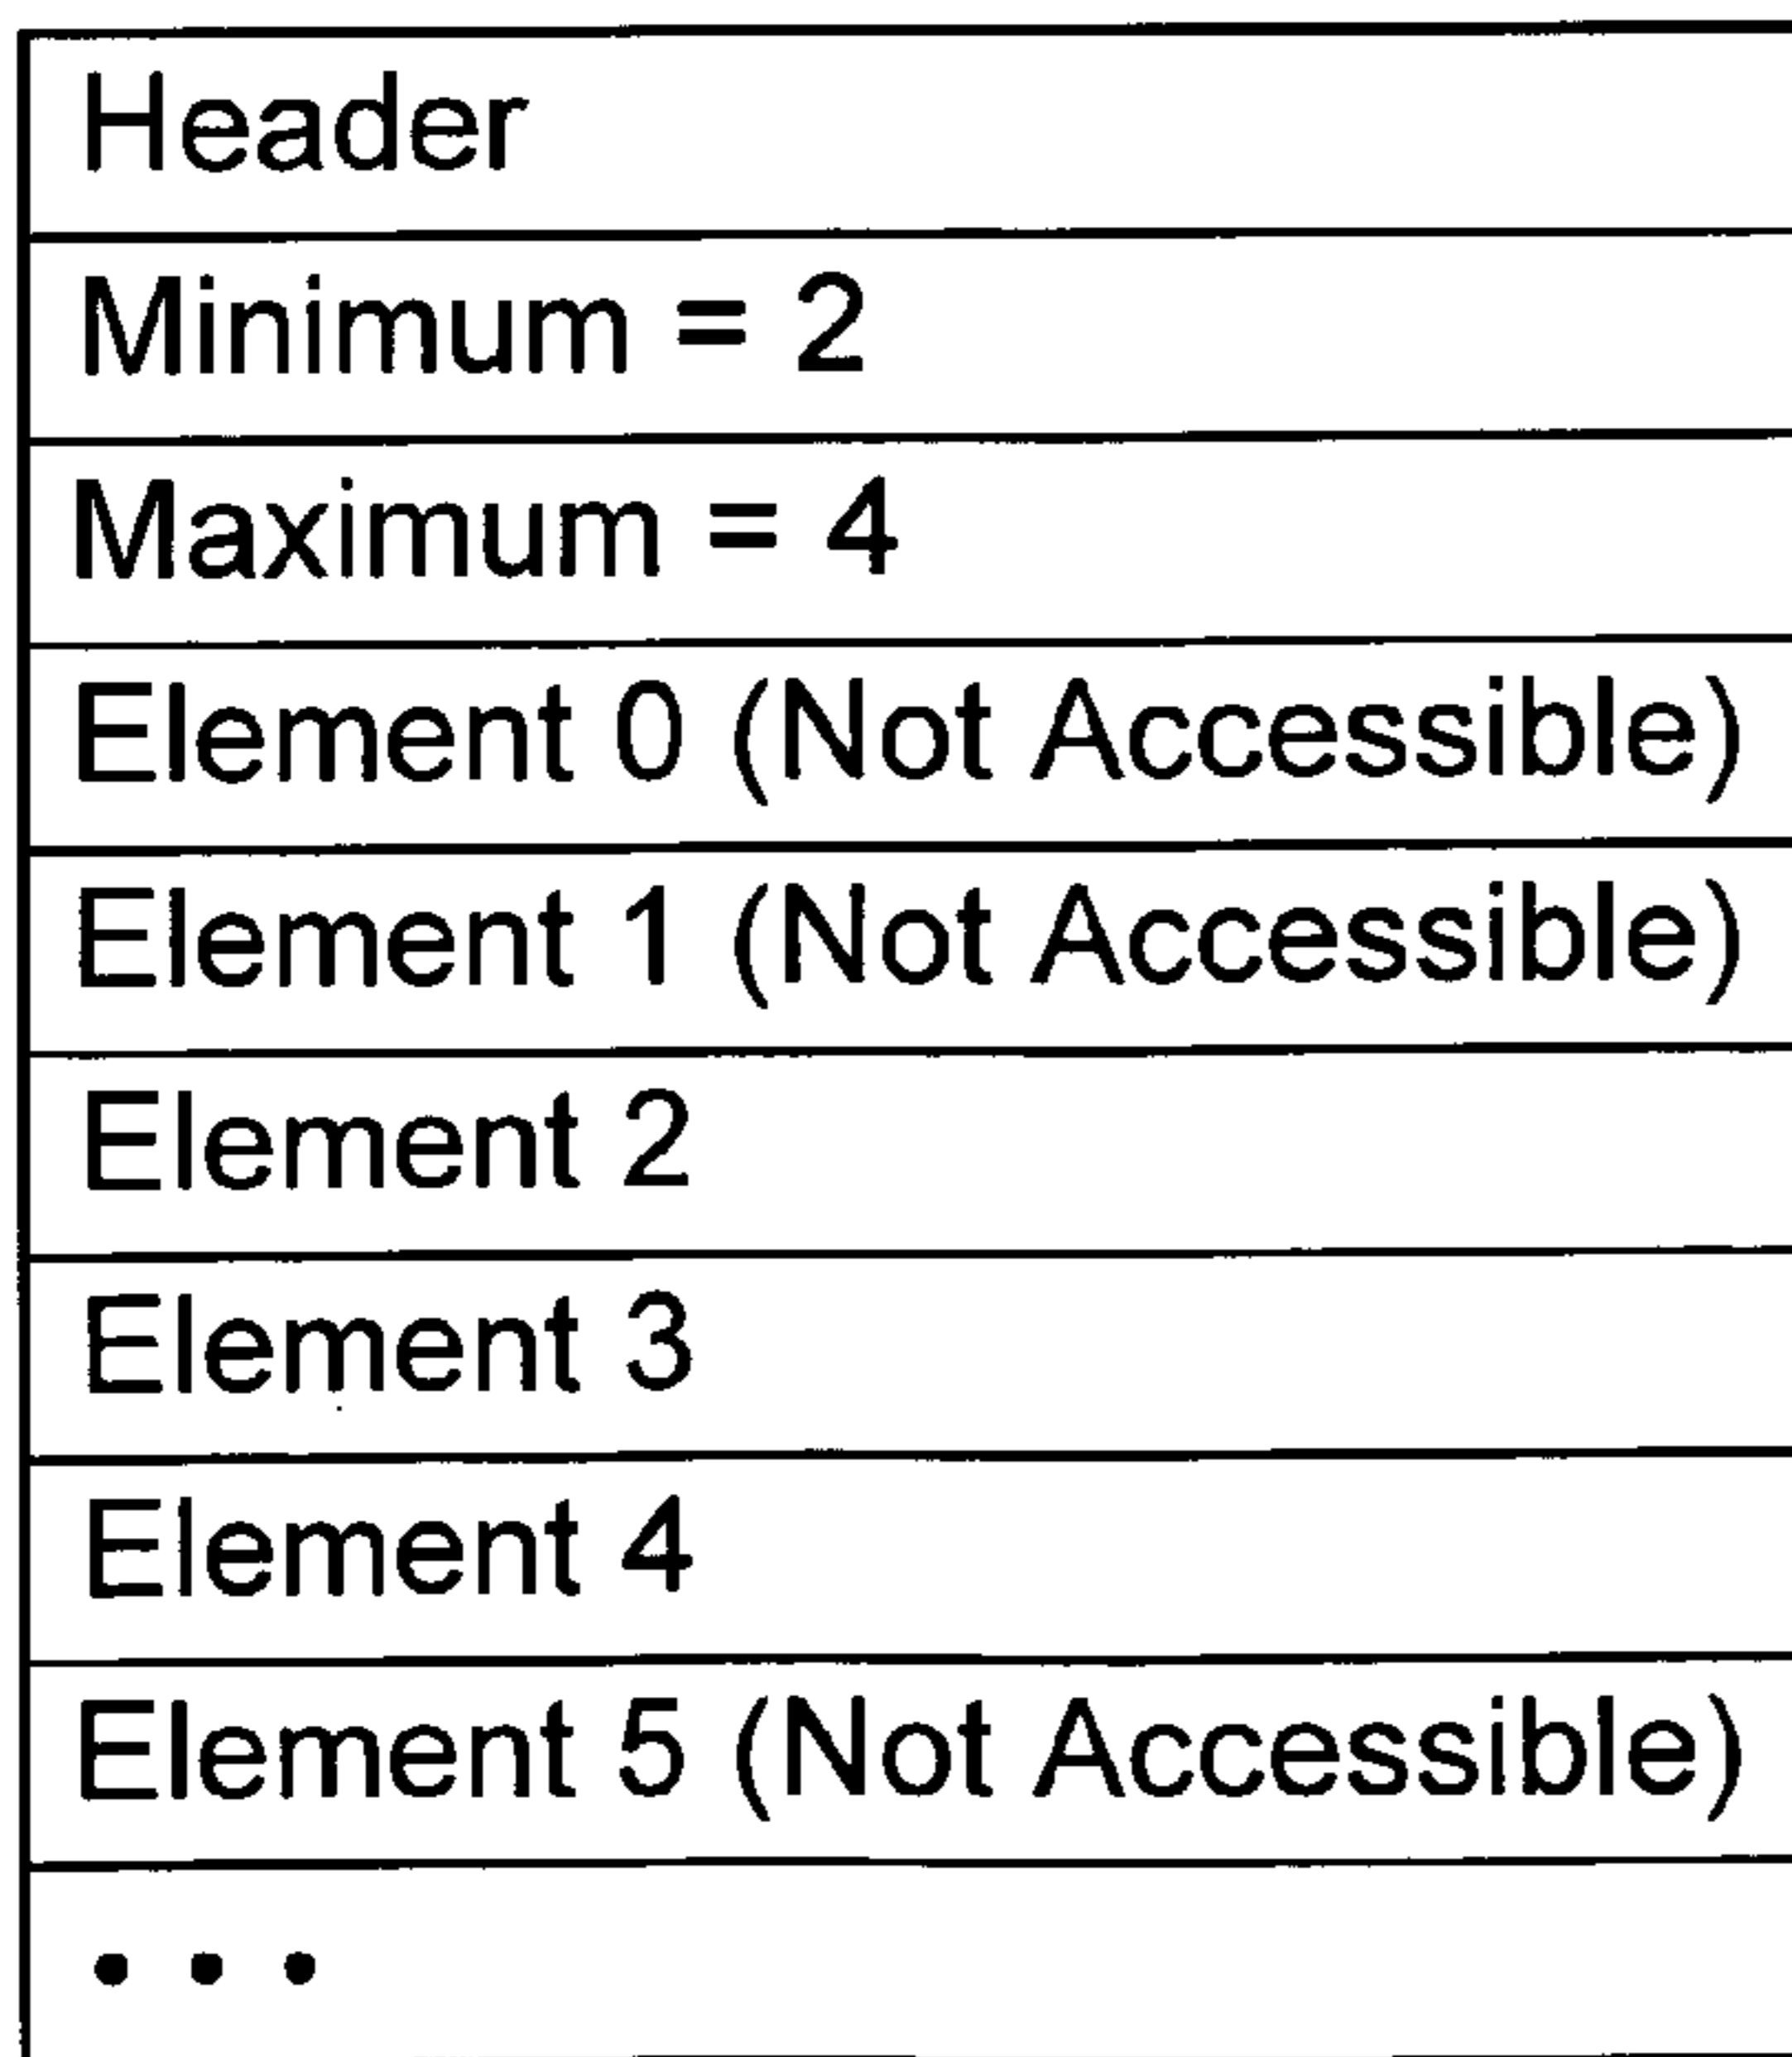 Header
Minimum = 2
Maximum = 4
Element 0 (Not Accessible)
Element 1 (Not Accessible)
Element 2
Element 3
Element 4
Element 5 (Not Accessible)
• • •